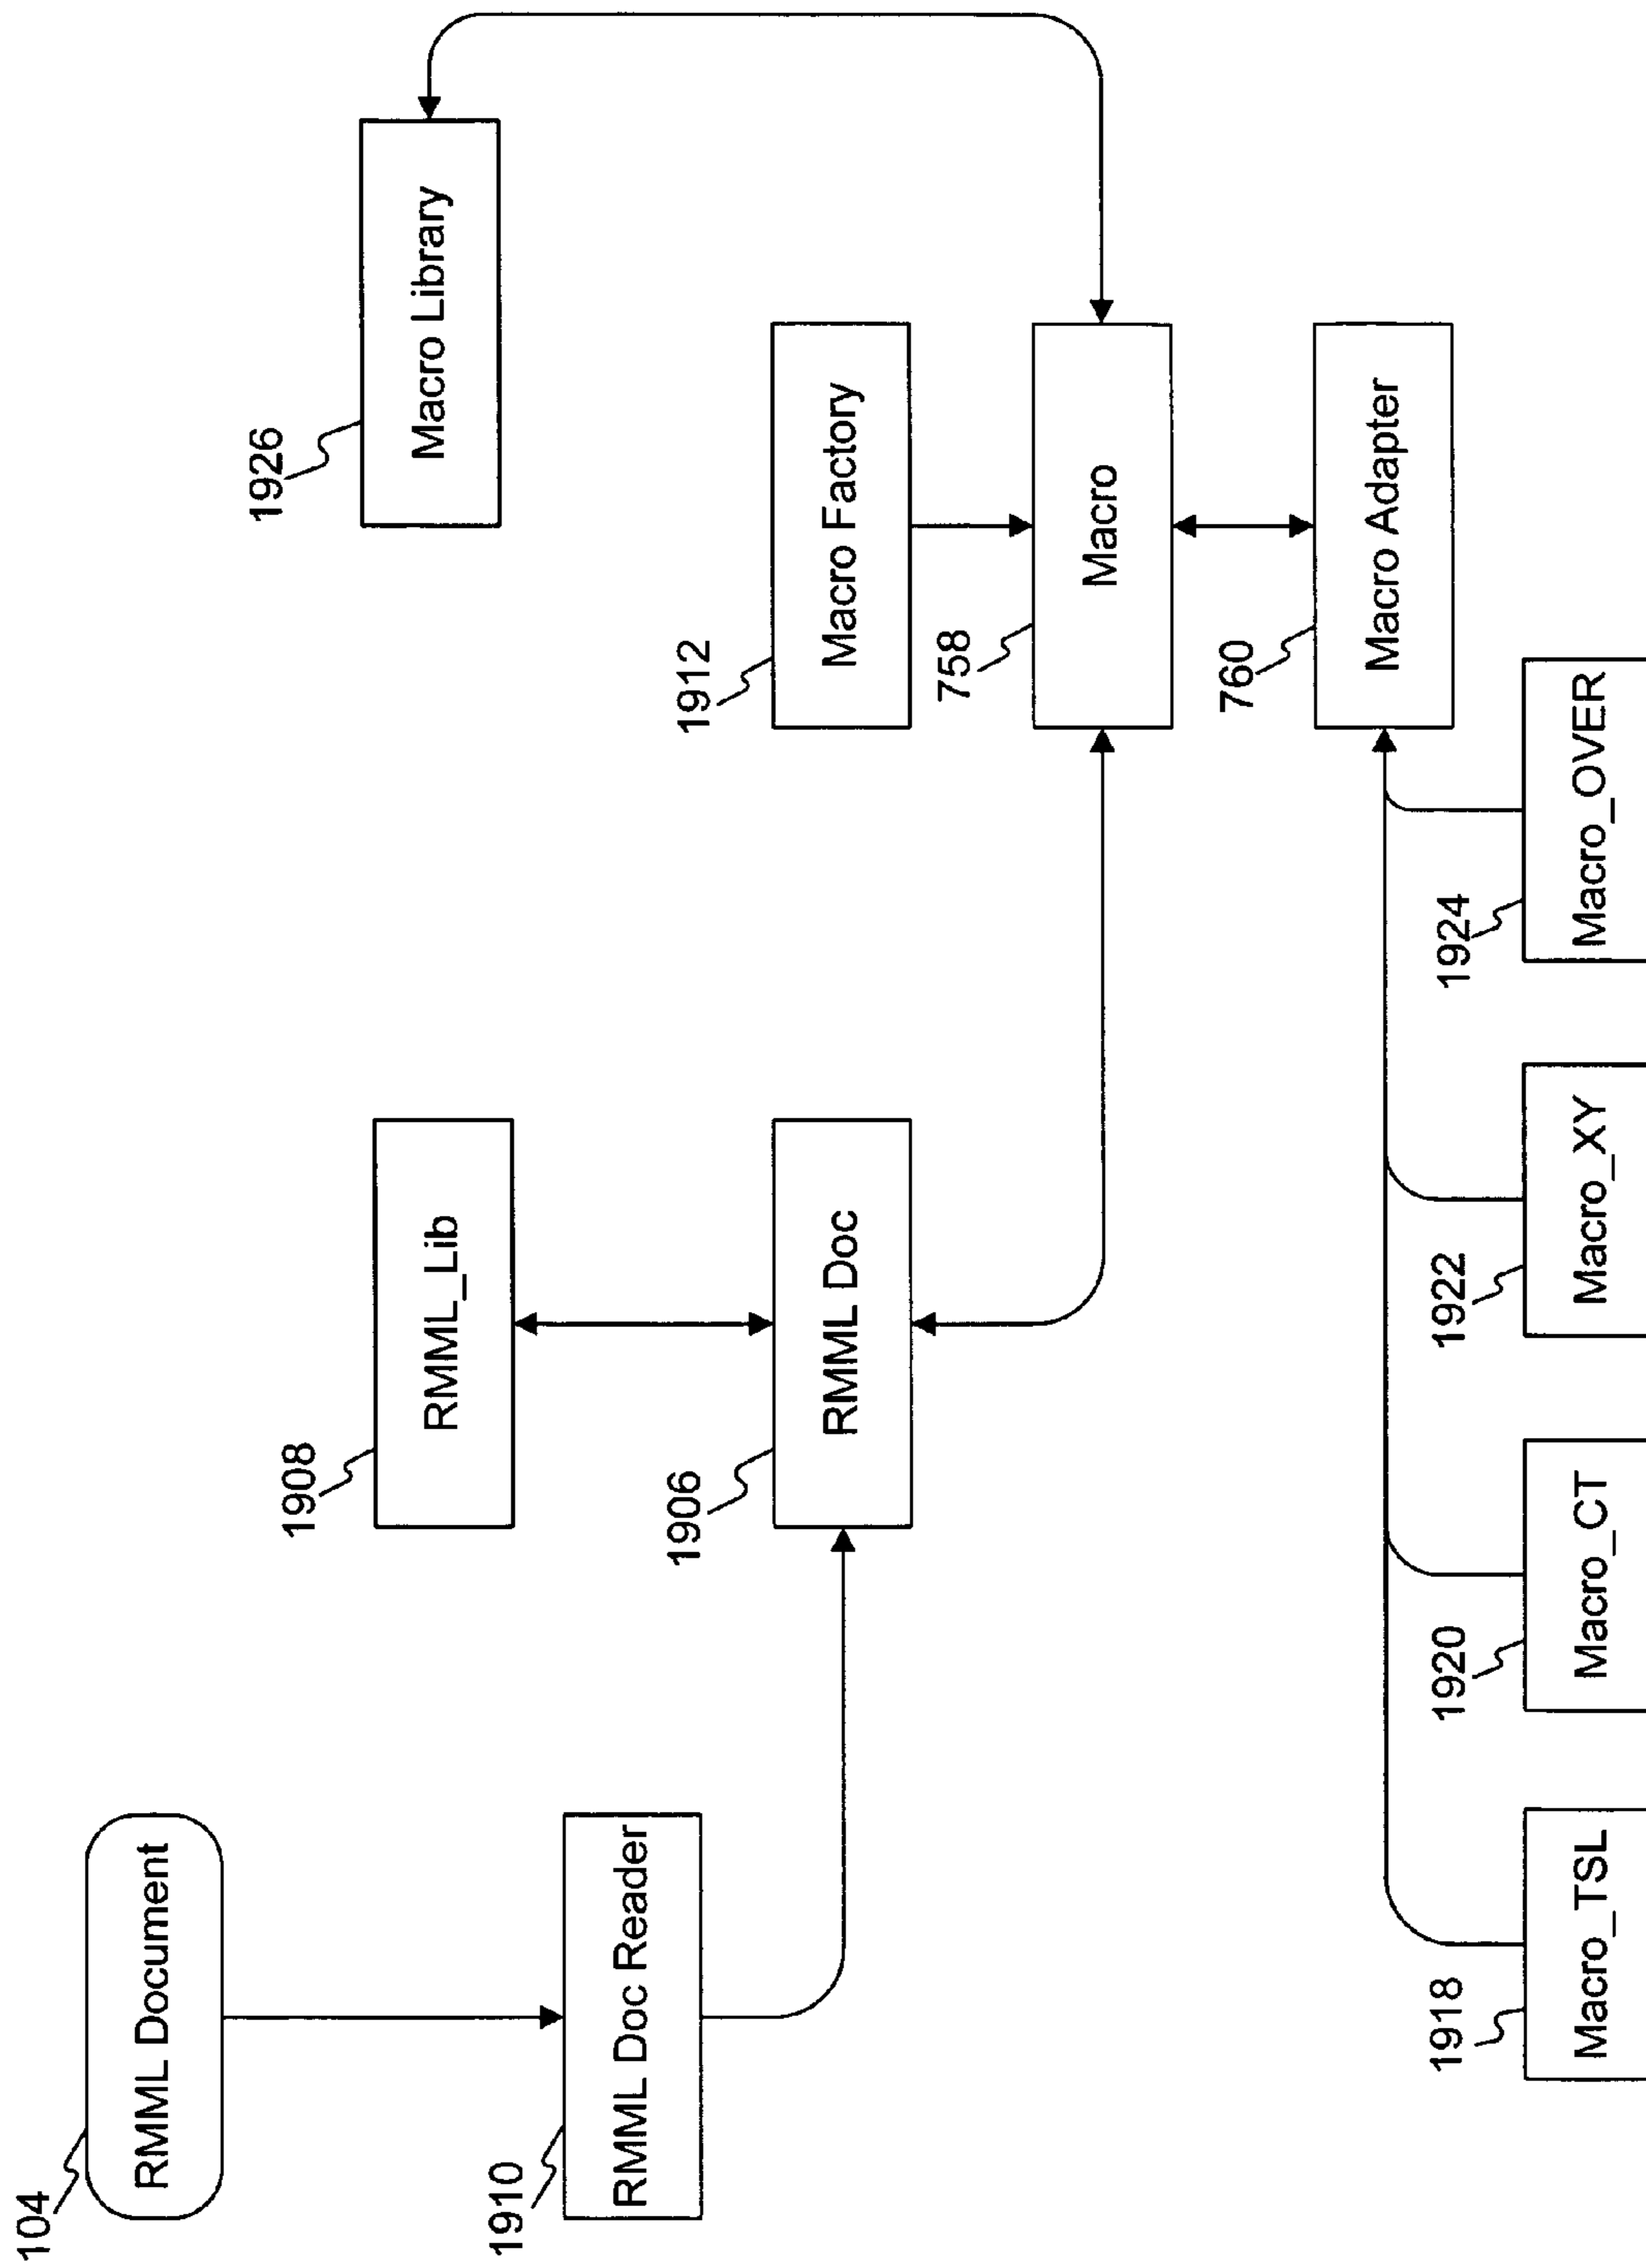 104
RMML Document
1910
RMML Doc Reader
1908
RMML_Lib
1906
RMML Doc
1926
Macro Library
1912
Macro Factory
758
Macro
760
Macro Adapter
1918
Macro_TSL
1920
Macro_CT
1922
Macro_XY
1924
Macro_OVER